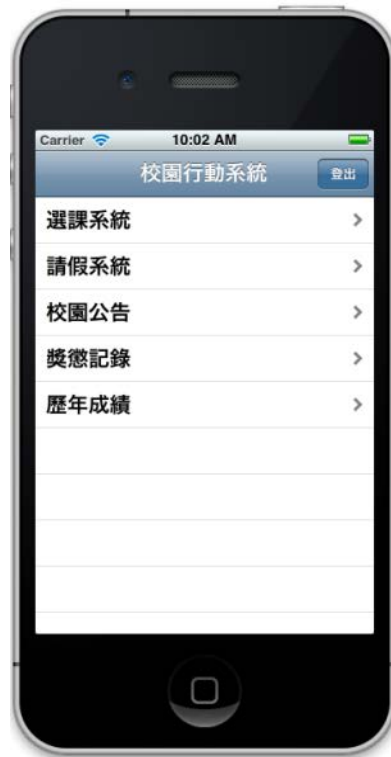 Carrier 10:02 AM
校園行動系統 登出
選課系統
請假系統
校園公告
獎懲記錄
歷年成績